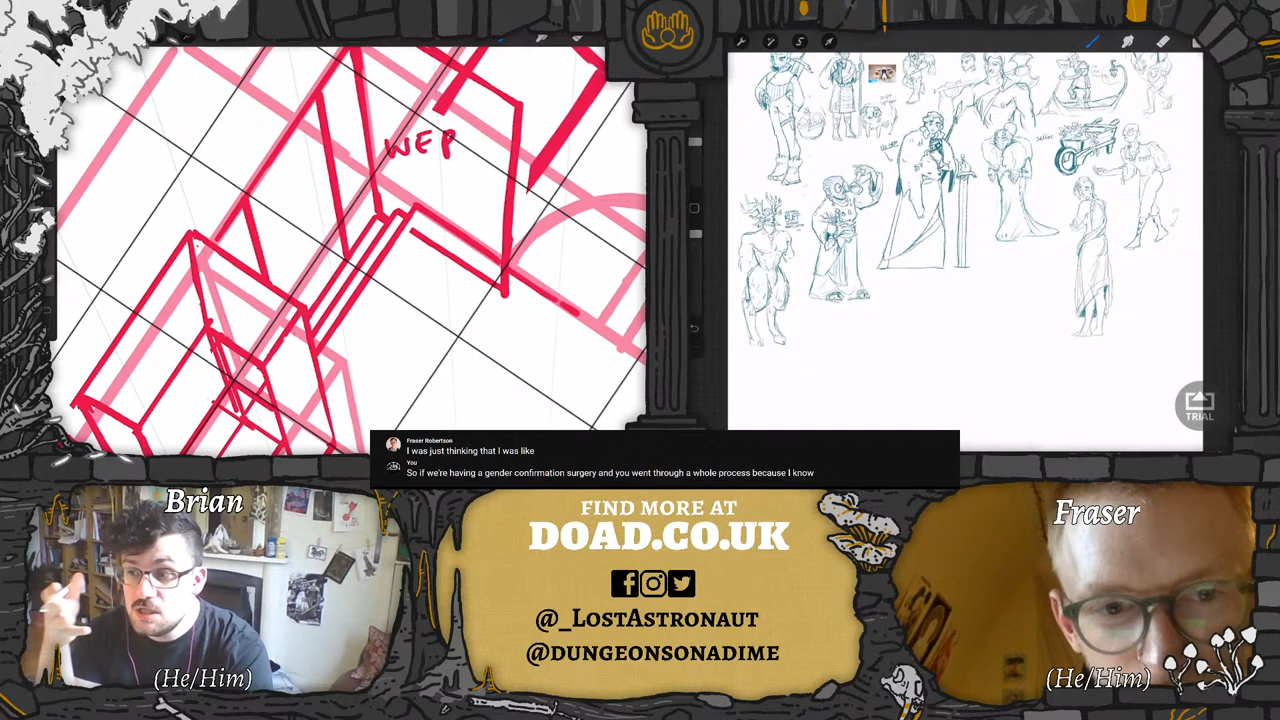 WEP
TRIAL
Fraser Robertson
I was just thinking that I was like
You
So if we're having a gender confirmation surgery and you went through a whole process because I know
Brian
(He/Him)
FIND MORE AT
DOAD.CO.UK
@_LostAstronaut
@dungeonsonadime
Fraser
(He/Him)